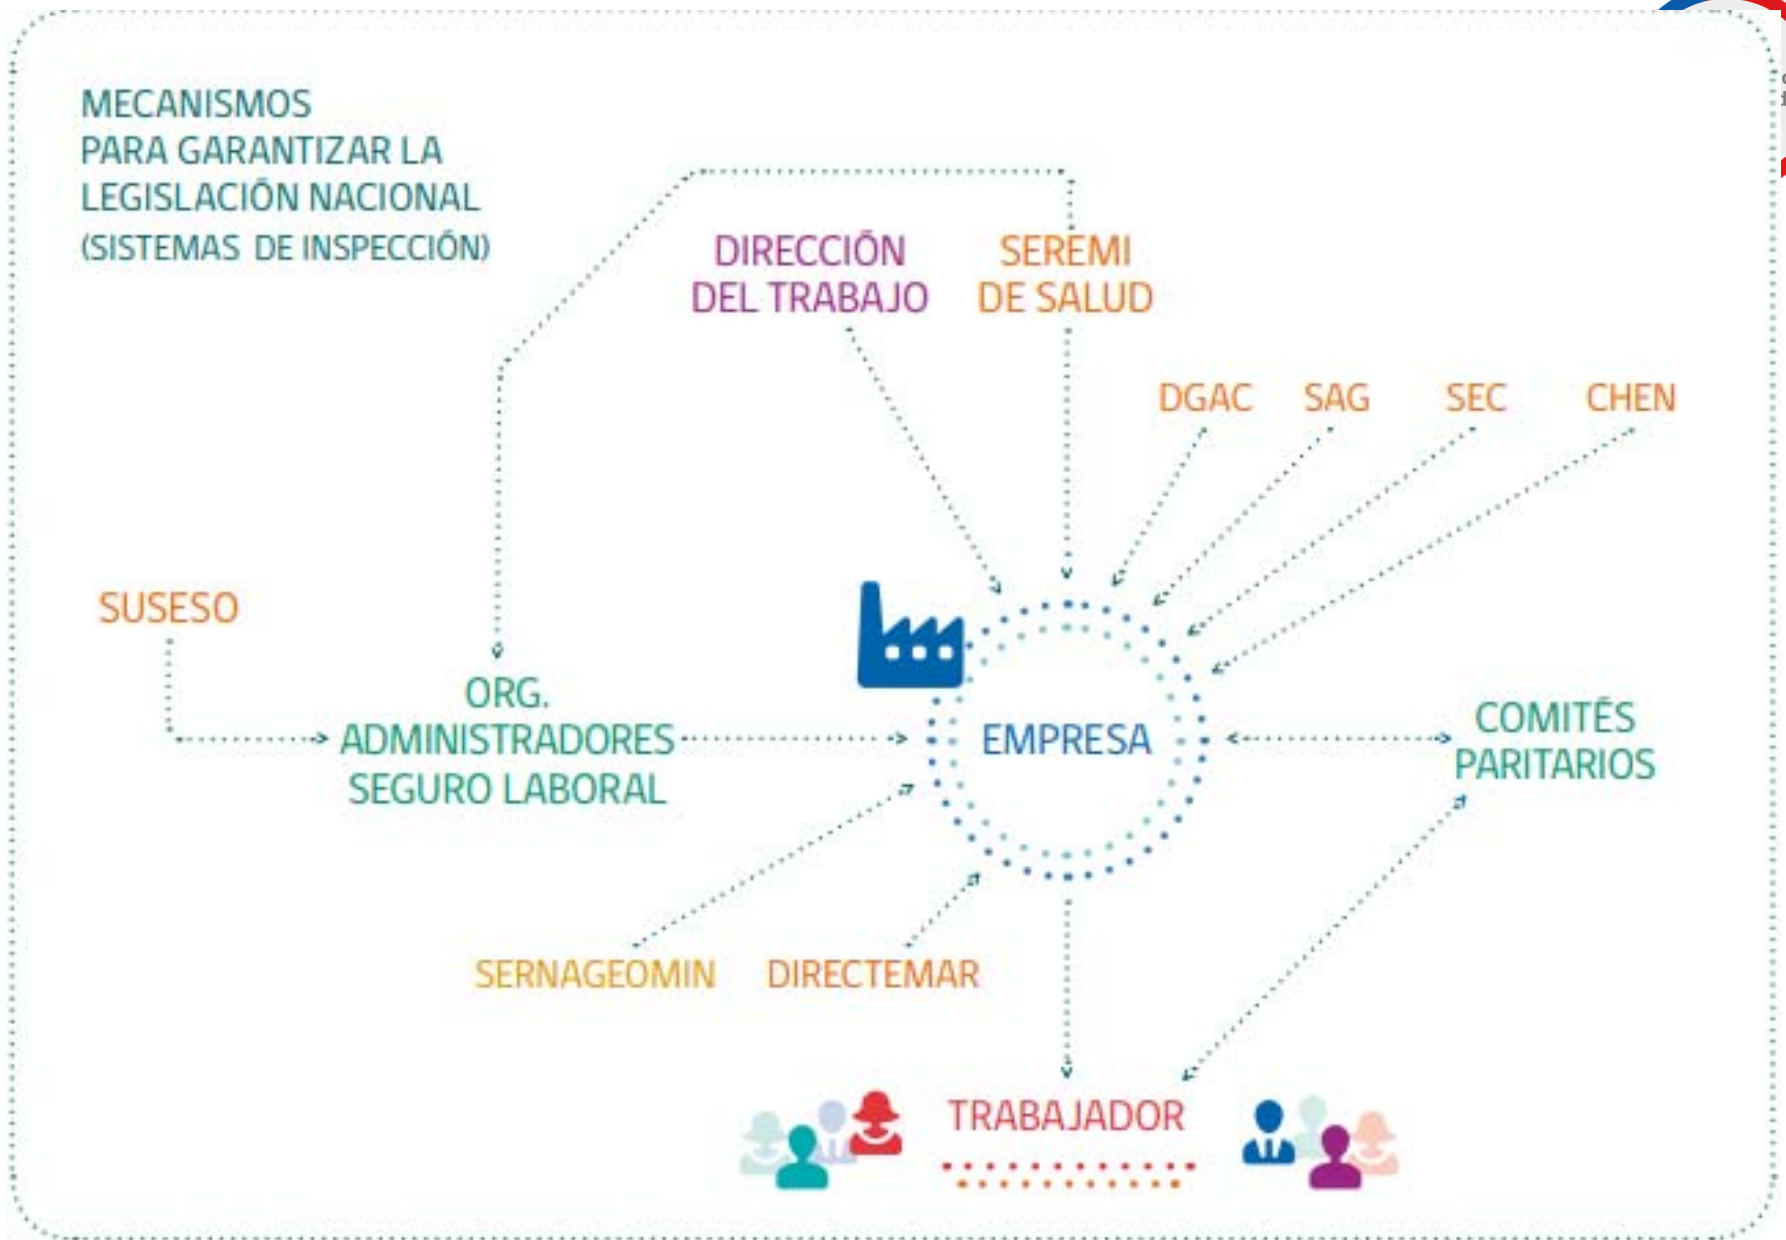 MECANISMOS
PARA GARANTIZAR LA
LEGISLACIÓN NACIONAL
(SISTEMAS DE INSPECCIÓN)
DIRECCIÓN
DEL TRABAJO
SEREMI
DE SALUD
DGAC
SAG
SEC
CHEN
SUSESO
ORG.
ADMINISTRADORES
SEGURO LABORAL
EMPRESA
COMITÉS
PARITARIOS
SERNAGEOMIN
DIRECTEMAR
TRABAJADOR